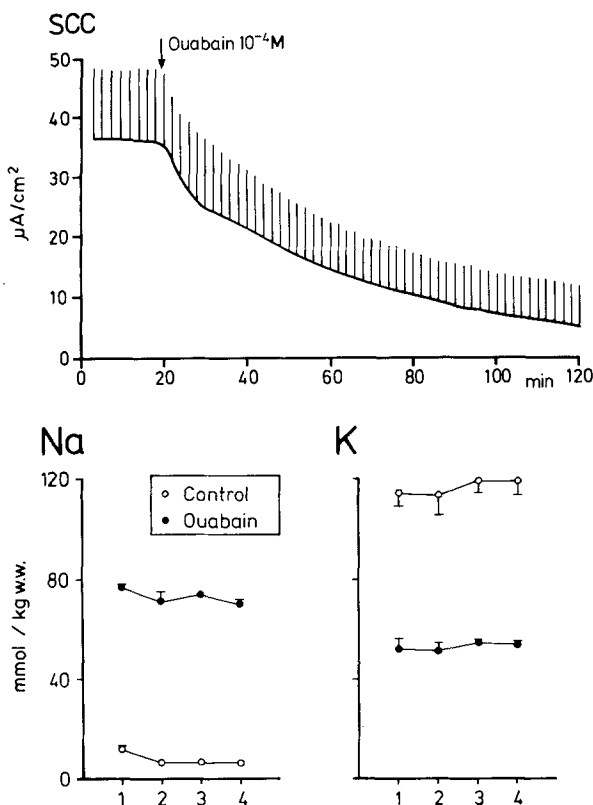 SCC
Ouabain 10⁻⁴M
50
40
30
20
10
0
µA/cm²
0 20 40 60 80 100 min 120
Na
K
Control
Ouabain
120
80
40
0
mmol / kg w.w.
1 2 3 4
1 2 3 4